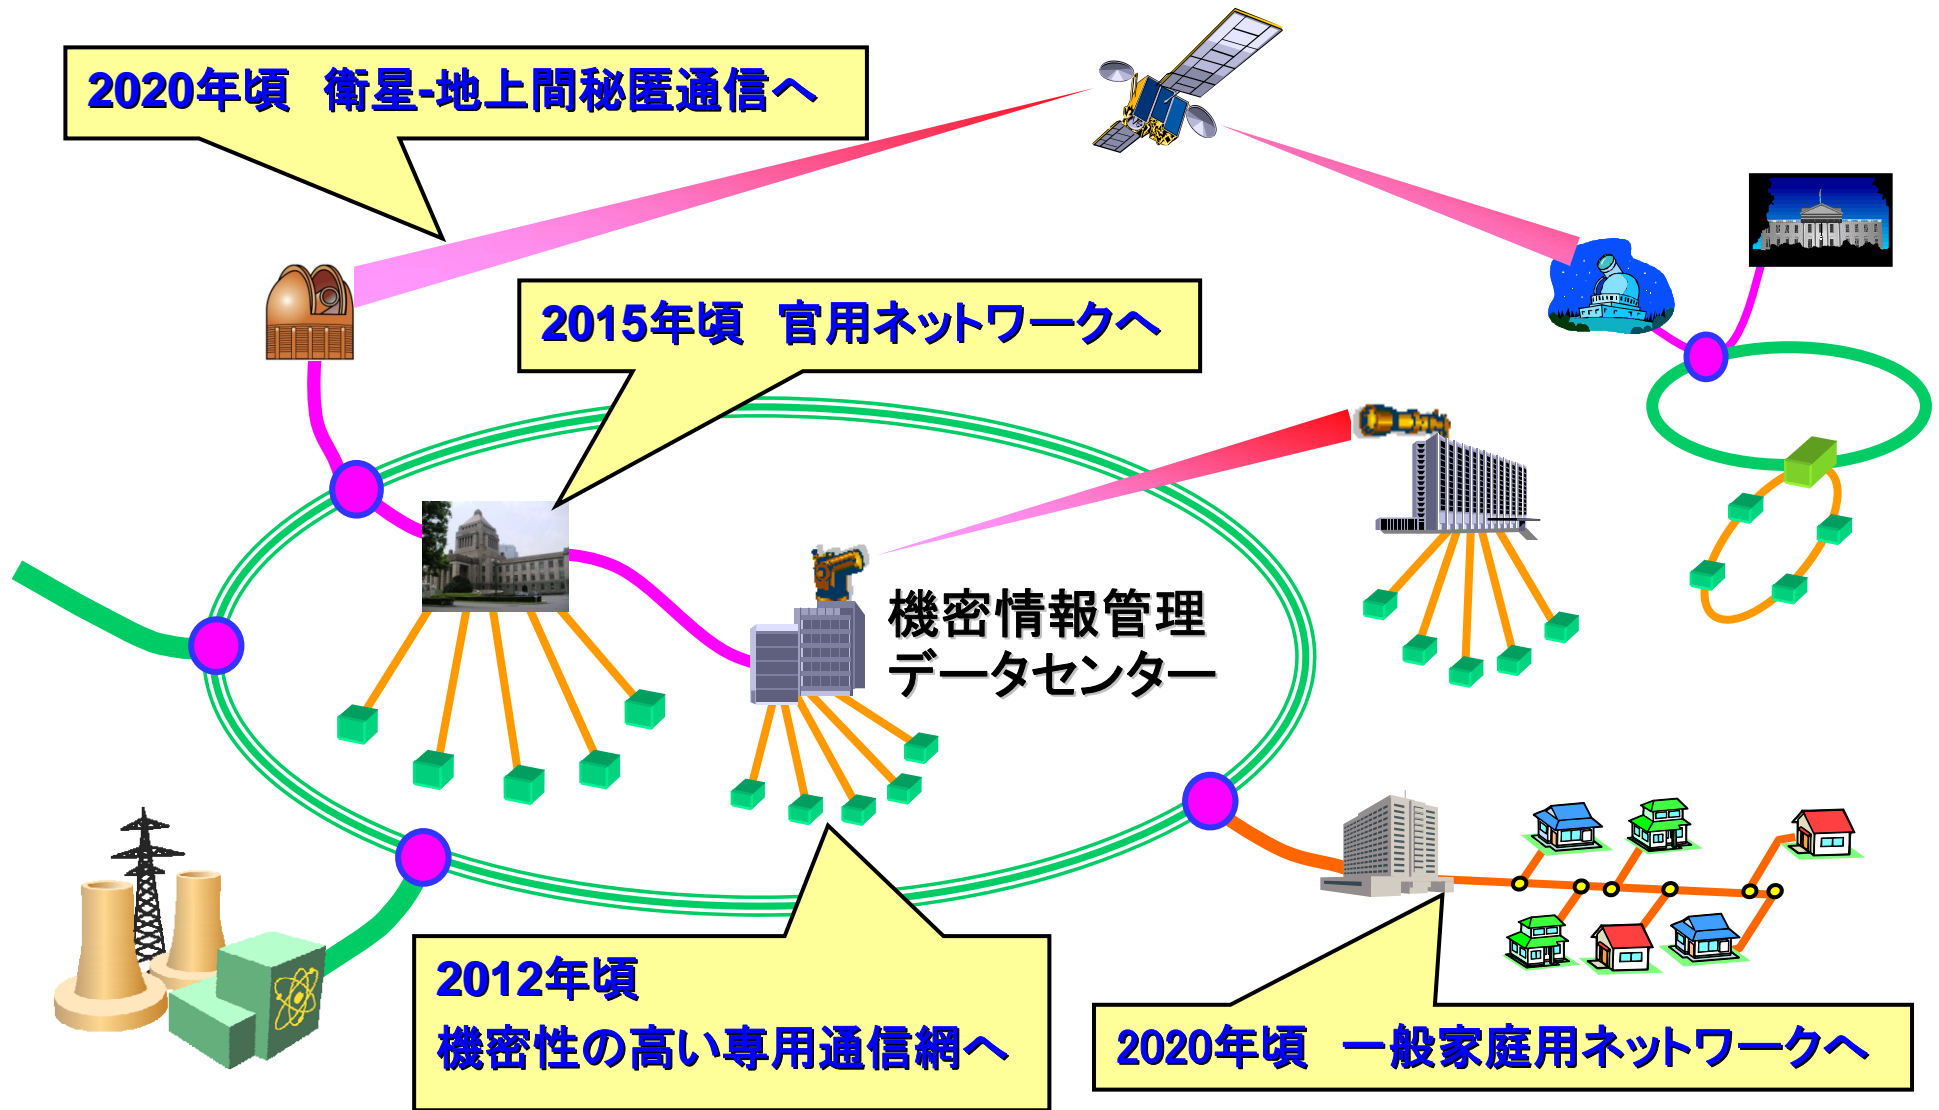 2020年頃　衛星-地上間秘匿通信へ
2015年頃　官用ネットワークへ
機密情報管理
データセンター
2012年頃
機密性の高い専用通信網へ
2020年頃　一般家庭用ネットワークへ